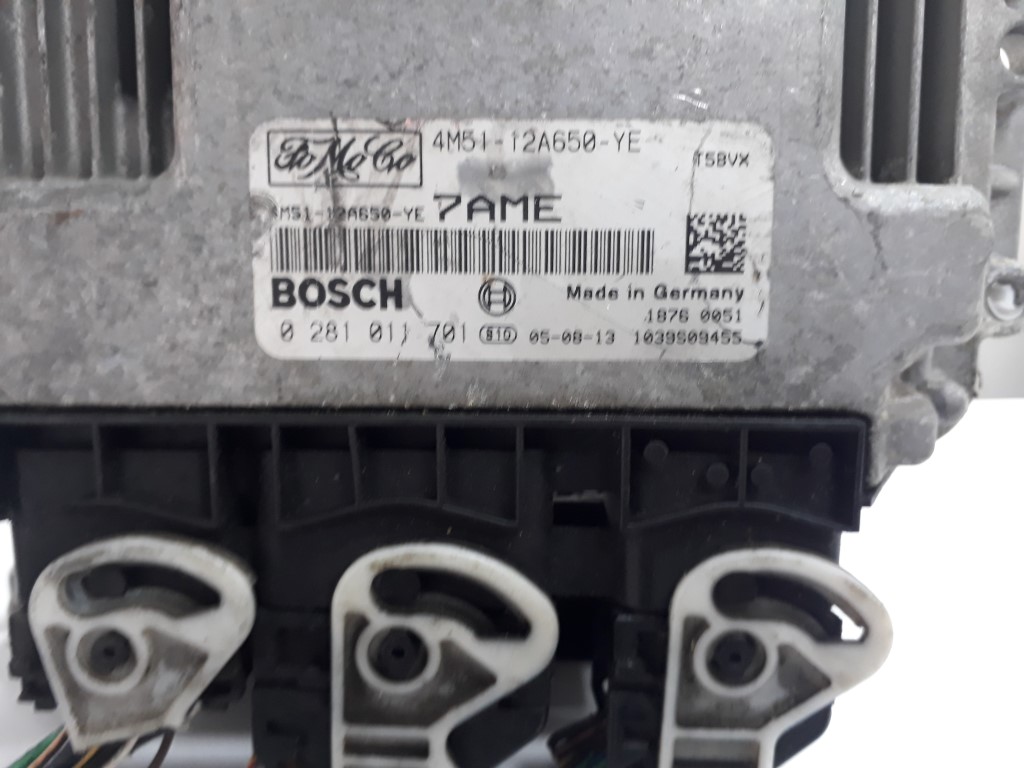 FoMoCo 4M51-12A650-YE T5BVX
4M51-12A650-YE 7AME
BOSCH Made in Germany
1876 0051
0 281 011 701 S10 05-08-13 1039S09455